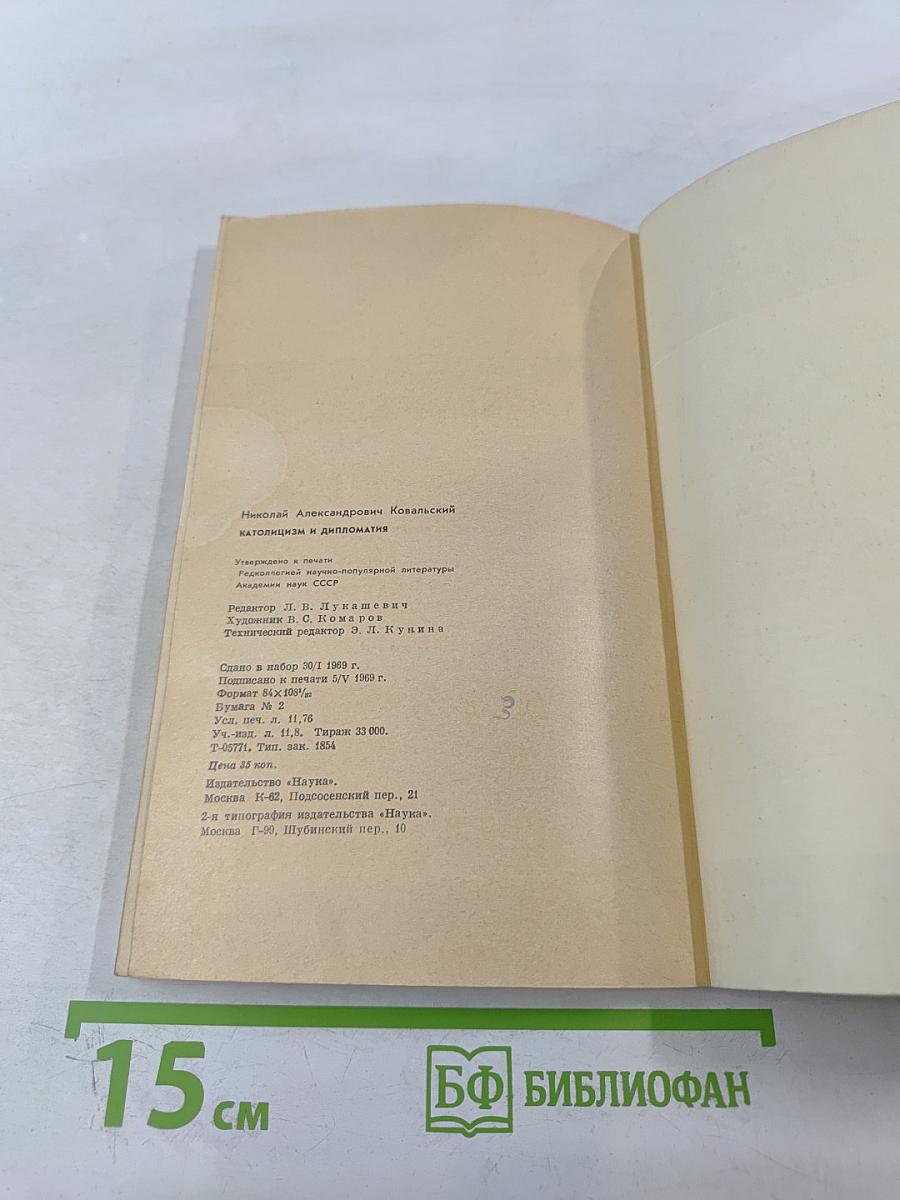 Николай Александрович Ковальский
КАТОЛИЦИЗМ И ДИПЛОМАТИЯ
Утверждено к печати
Редколлегией научно-популярной литературы
Академии наук СССР
Редактор Л. В. Лукашевич
Художник В. С. Комаров
Технический редактор Э. Л. Кунина
Сдано в набор 30/I 1969 г.
Подписано к печати 5/V 1969 г.
Формат 84×108¹/₃₂
Бумага № 2
Усл. печ. л. 11,76
Уч.-изд. л. 11,8. Тираж 33 000.
Т-05771. Тип. зак. 1854
Цена 35 коп.
Издательство «Наука».
Москва К-62, Подсосенский пер., 21
2-я типография издательства «Наука».
Москва Г-99, Шубинский пер., 10
15 см
БФ БИБЛИОФАН